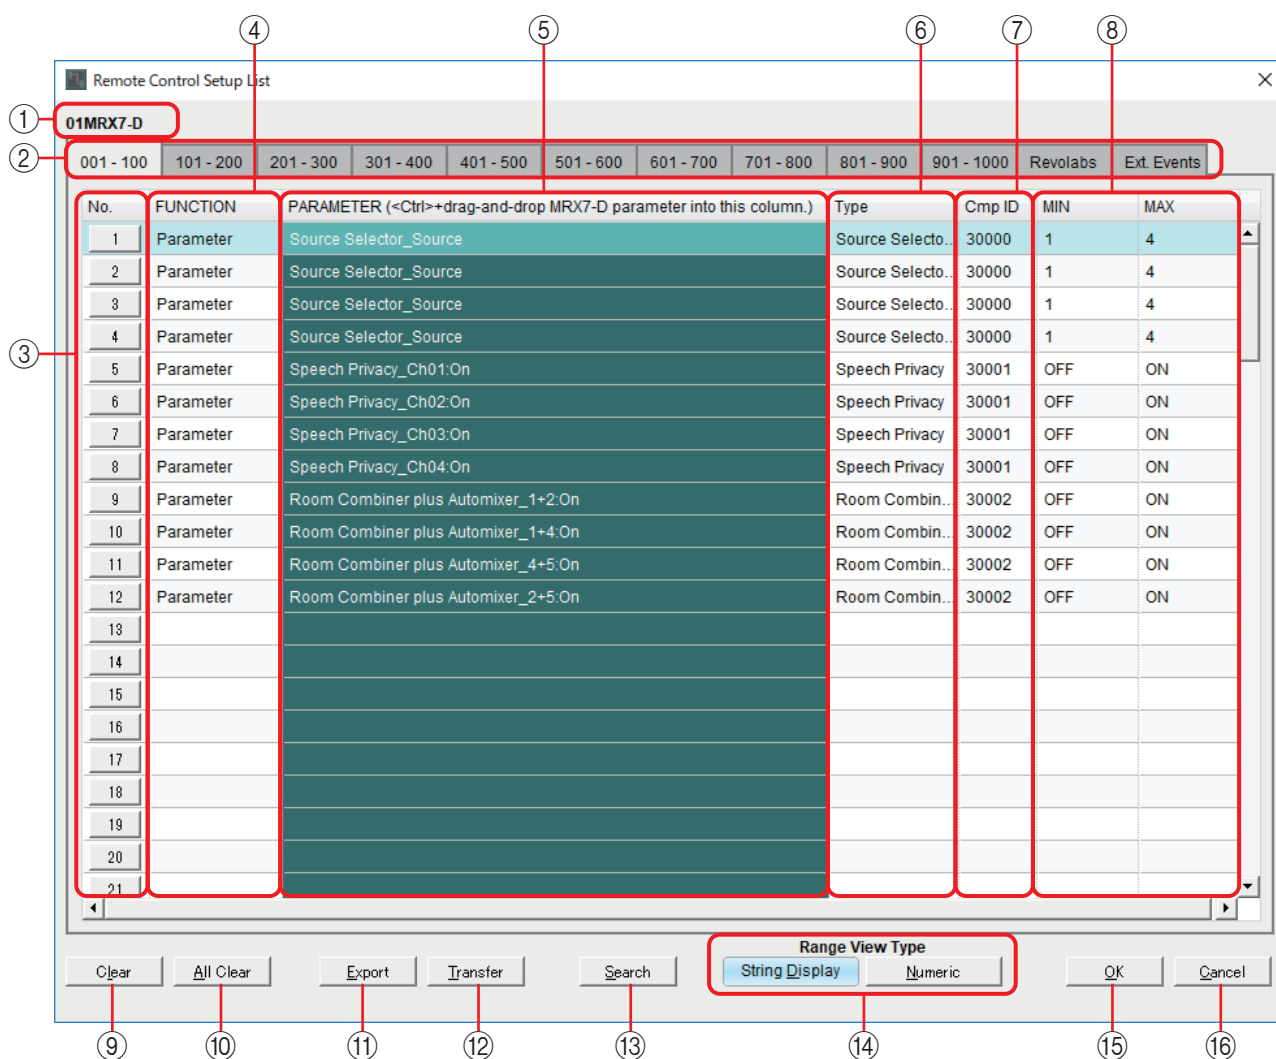 ④ ⑤ ⑥ ⑦ ⑧
Remote Control Setup List
① 01MRX7-D
② 001 - 100 101 - 200 201 - 300 301 - 400 401 - 500 501 - 600 601 - 700 701 - 800 801 - 900 901 - 1000 Revolabs Ext. Events
No. FUNCTION PARAMETER (<Ctrl>+drag-and-drop MRX7-D parameter into this column.) Type Cmp ID MIN MAX
1 Parameter Source Selector_Source Source Selecto... 30000 1 4
2 Parameter Source Selector_Source Source Selecto... 30000 1 4
3 Parameter Source Selector_Source Source Selecto... 30000 1 4
4 Parameter Source Selector_Source Source Selecto... 30000 1 4
③
5 Parameter Speech Privacy_Ch01:On Speech Privacy 30001 OFF ON
6 Parameter Speech Privacy_Ch02:On Speech Privacy 30001 OFF ON
7 Parameter Speech Privacy_Ch03:On Speech Privacy 30001 OFF ON
8 Parameter Speech Privacy_Ch04:On Speech Privacy 30001 OFF ON
9 Parameter Room Combiner plus Automixer_1+2:On Room Combin... 30002 OFF ON
10 Parameter Room Combiner plus Automixer_1+4:On Room Combin... 30002 OFF ON
11 Parameter Room Combiner plus Automixer_4+5:On Room Combin... 30002 OFF ON
12 Parameter Room Combiner plus Automixer_2+5:On Room Combin... 30002 OFF ON
13
14
15
16
17
18
19
20
21
Range View Type
Clear All Clear Export Transfer Search String Display Numeric OK Cancel
⑨ ⑩ ⑪ ⑫ ⑬ ⑭ ⑮ ⑯